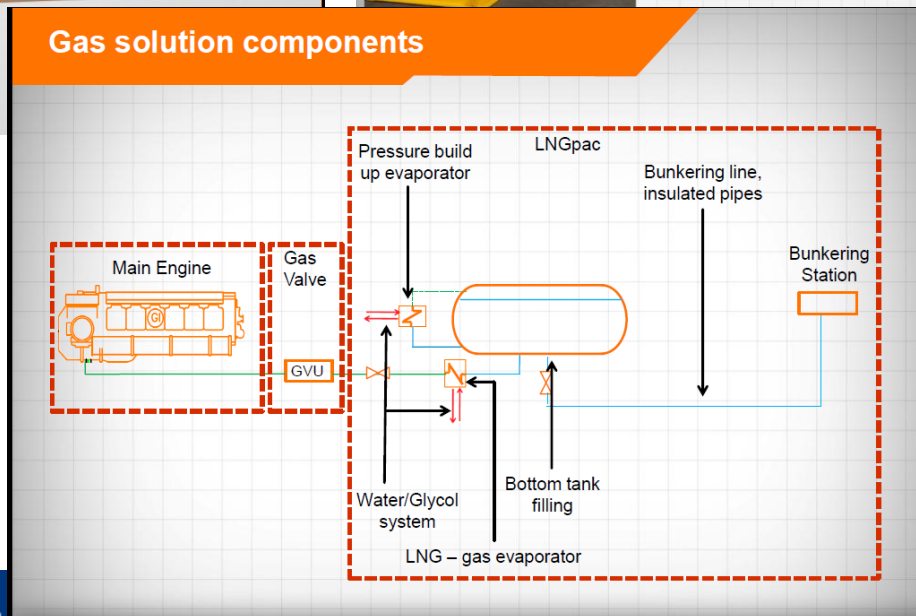 Gas solution components
Pressure build
up evaporator
LNGpac
Bunkering line,
insulated pipes
Bunkering
Station
Main Engine
Gas
Valve
GI
GVU
Water/Glycol
system
Bottom tank
filling
LNG – gas evaporator